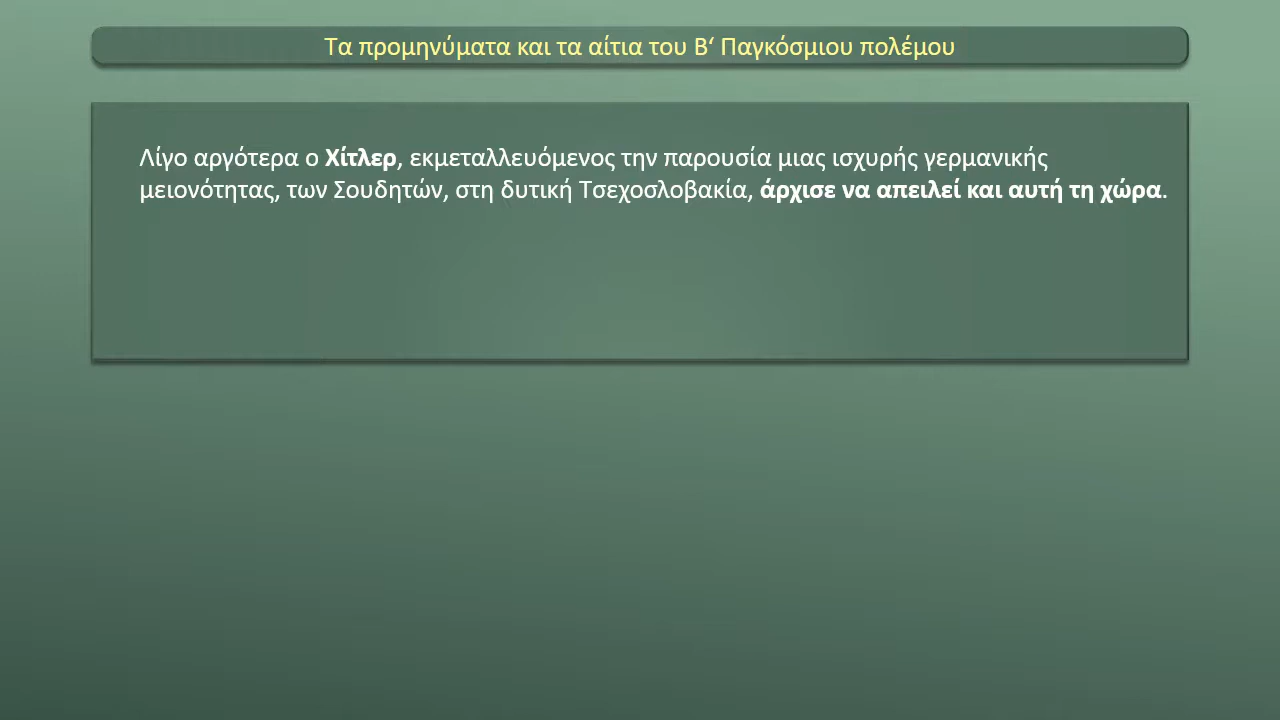 Τα προμηνύματα και τα αίτια του Β‘ Παγκόσμιου πολέμου
Λίγο αργότερα ο Χίτλερ, εκμεταλλευόμενος την παρουσία μιας ισχυρής γερμανικής
μειονότητας, των Σουδητών, στη δυτική Τσεχοσλοβακία, άρχισε να απειλεί και αυτή τη χώρα.